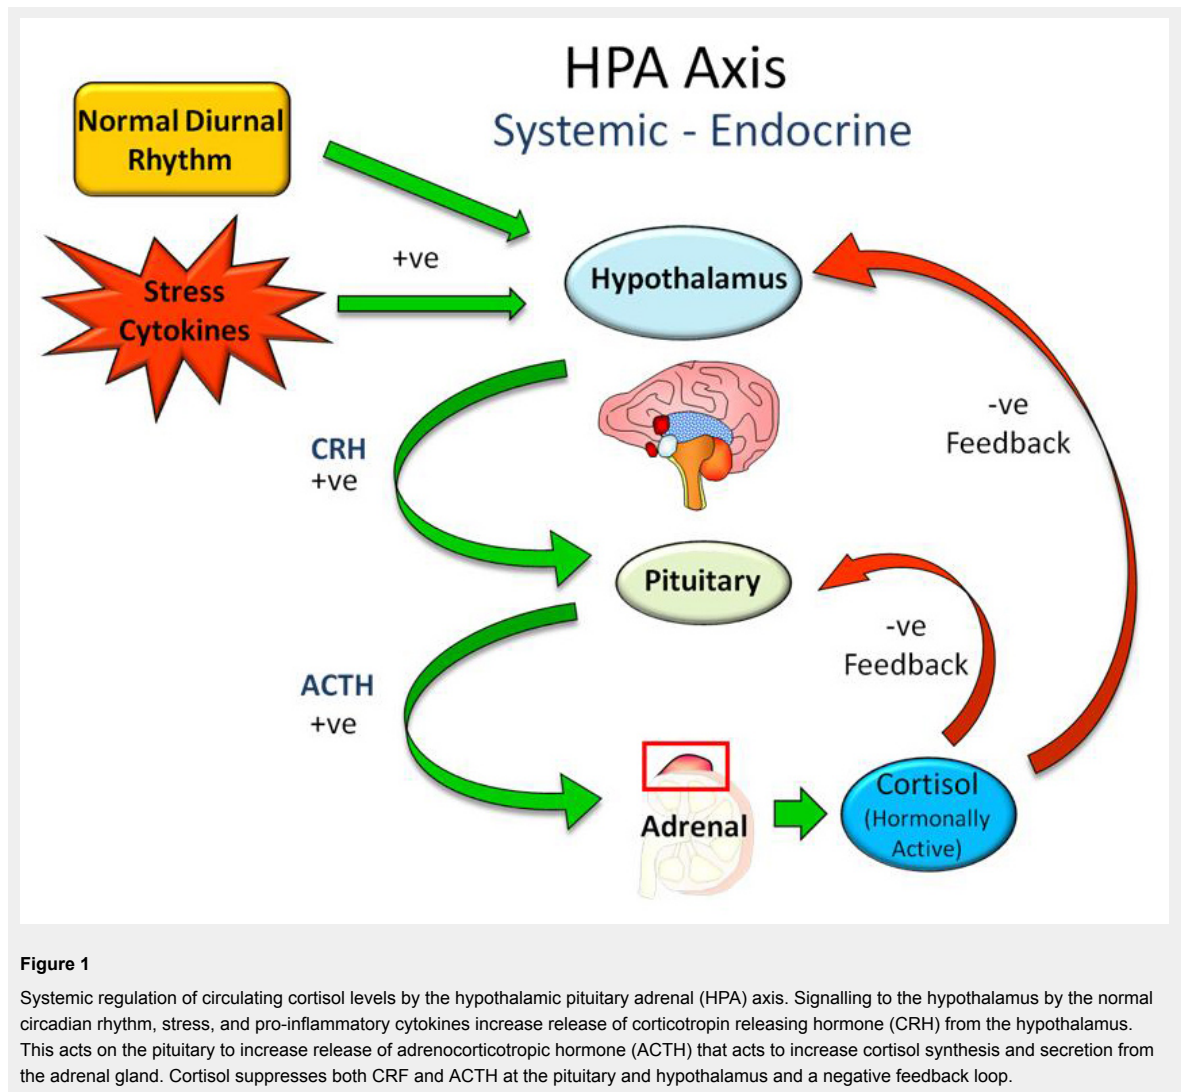 HPA Axis
Systemic - Endocrine
Normal Diurnal
Rhythm
Stress
Cytokines
+ve
Hypothalamus
-ve
Feedback
CRH
+ve
Pituitary
-ve
Feedback
ACTH
+ve
Adrenal
Cortisol
(Hormonally
Active)
Figure 1
Systemic regulation of circulating cortisol levels by the hypothalamic pituitary adrenal (HPA) axis. Signalling to the hypothalamus by the normal
circadian rhythm, stress, and pro-inflammatory cytokines increase release of corticotropin releasing hormone (CRH) from the hypothalamus.
This acts on the pituitary to increase release of adrenocorticotropic hormone (ACTH) that acts to increase cortisol synthesis and secretion from
the adrenal gland. Cortisol suppresses both CRF and ACTH at the pituitary and hypothalamus and a negative feedback loop.